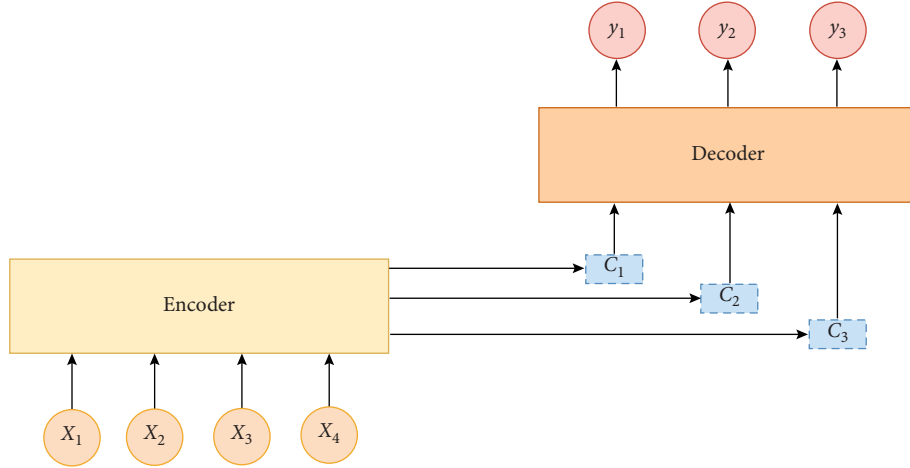 y₁ y₂ y₃
Decoder
C₁
C₂
Encoder
C₃
X₁ X₂ X₃ X₄